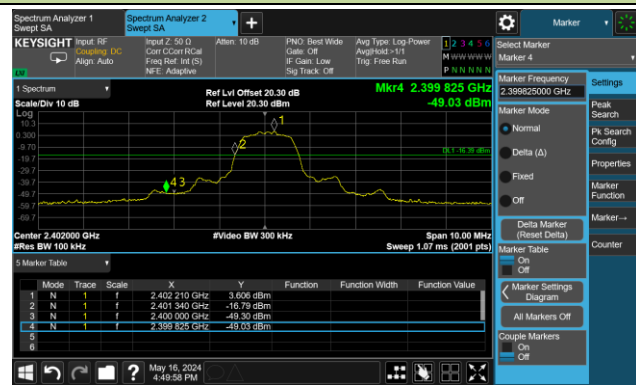 Spectrum Analyzer 1
Swept SA
Spectrum Analyzer 2
Swept SA
Marker
KEYSIGHT
Input: RF
Coupling: DC
Align: Auto
Input Z: 50 Ω
Corr CCorr RCal
Freq Ref: Int (S)
NFE: Adaptive
Atten: 10 dB
PNO: Best Wide
Gate: Off
IF Gain: Low
Sig Track: Off
Avg Type: Log-Power
Avg|Hold:>1/1
Trig: Free Run
1 2 3 4 5 6
M W W W W W
P N N N N N
LXI
Select Marker
Marker 4
1 Spectrum
Scale/Div 10 dB
Log
Ref Lvl Offset 20.30 dB
Ref Level 20.30 dBm
Mkr4 2.399 825 GHz
-49.03 dBm
10.3
0.300
-9.70
-19.7
-29.7
-39.7
-49.7
-59.7
-69.7
1
2
4 3
DL1 -16.39 dBm
Center 2.402000 GHz
#Res BW 100 kHz
#Video BW 300 kHz
Span 10.00 MHz
Sweep 1.07 ms (2001 pts)
5 Marker Table
Mode Trace Scale X Y Function Function Width Function Value
1 N 1 f 2.402 210 GHz 3.606 dBm
2 N 1 f 2.401 340 GHz -16.79 dBm
3 N 1 f 2.400 000 GHz -49.30 dBm
4 N 1 f 2.399 825 GHz -49.03 dBm
5
6
Marker Frequency
2.399825000 GHz
Marker Mode
Normal
Delta (Δ)
Fixed
Off
Delta Marker
(Reset Delta)
Marker Table
On
Off
Marker Settings
Diagram
All Markers Off
Couple Markers
On
Off
Settings
Peak
Search
Pk Search
Config
Properties
Marker
Function
Marker→
Counter
?
May 16, 2024
4:49:58 PM